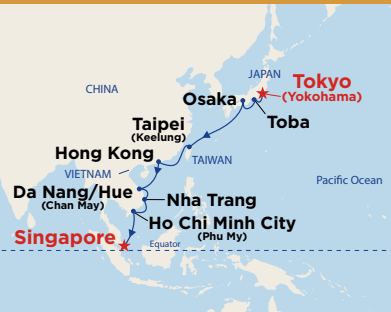 JAPAN
CHINA
Tokyo
(Yokohama)
Osaka
Toba
Taipei
(Keelung)
Hong Kong
TAIWAN
VIETNAM
Pacific Ocean
Da Nang/Hue
(Chan May)
Nha Trang
Ho Chi Minh City
(Phu My)
Singapore
Equator